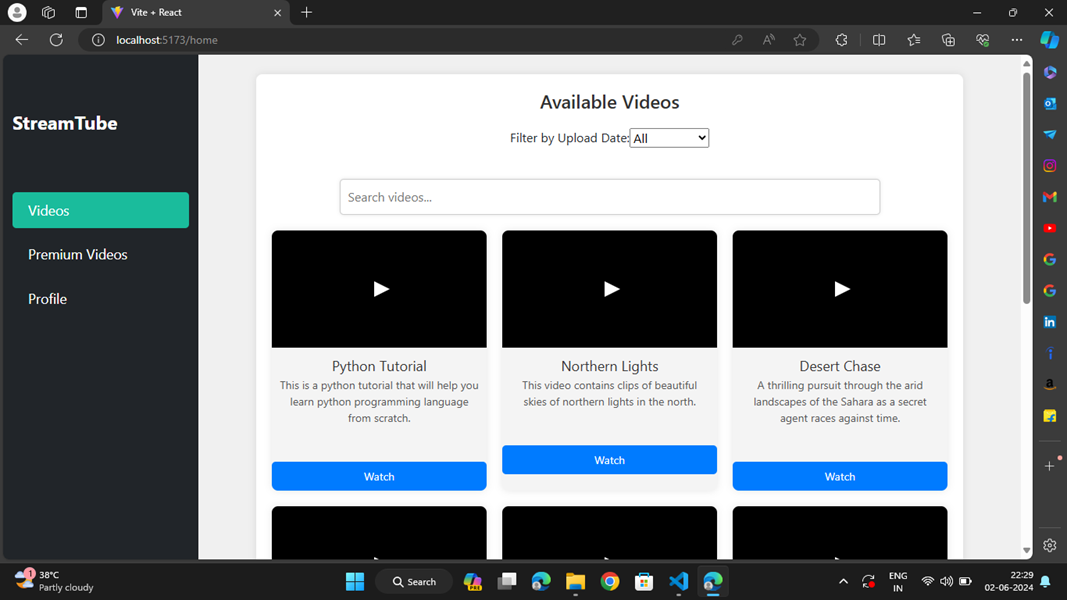 Vite + React
localhost:5173/home
StreamTube
Videos
Premium Videos
Profile
Available Videos
Filter by Upload Date: All
Search videos...
Python Tutorial
This is a python tutorial that will help you
learn python programming language
from scratch.
Watch
Northern Lights
This video contains clips of beautiful
skies of northern lights in the north.
Watch
Desert Chase
A thrilling pursuit through the arid
landscapes of the Sahara as a secret
agent races against time.
Watch
1
38°C
Partly cloudy
Search
PRE
ENG
IN
22:29
02-06-2024